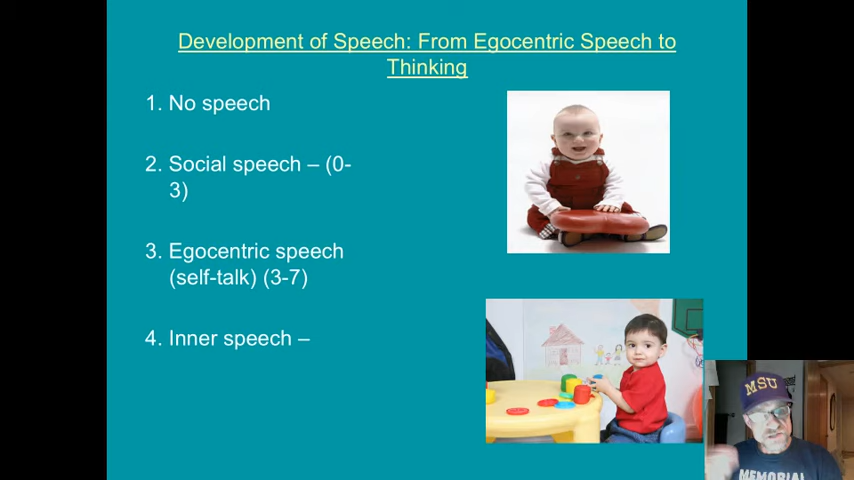 Development of Speech: From Egocentric Speech to
Thinking
1. No speech
2. Social speech – (0-
3)
3. Egocentric speech
(self-talk) (3-7)
4. Inner speech –
MSU
MEMORIAL